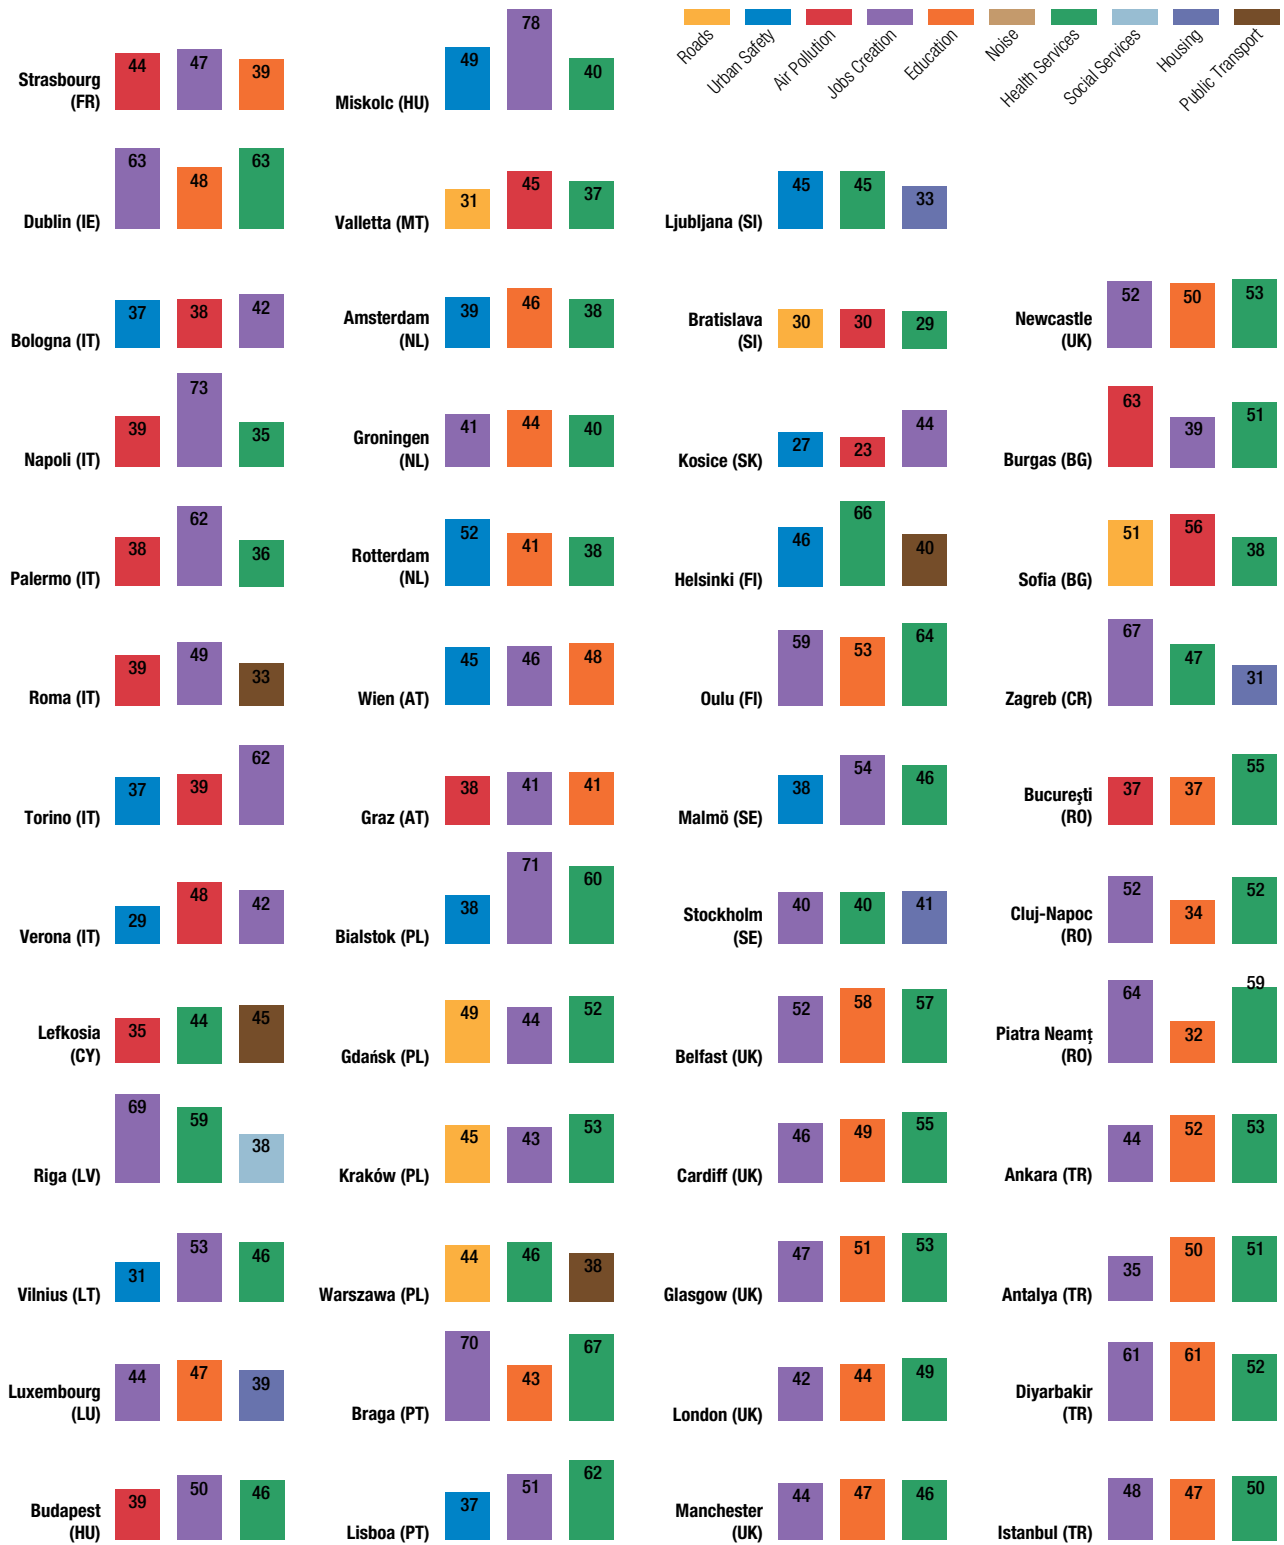 Roads
Urban Safety
Air Pollution
Jobs Creation
Education
Noise
Health Services
Social Services
Housing
Public Transport
44 47 39
Strasbourg
(FR)
63 48 63
Dublin (IE)
37 38 42
Bologna (IT)
39 73 35
Napoli (IT)
38 62 36
Palermo (IT)
39 49 33
Roma (IT)
37 39 62
Torino (IT)
29 48 42
Verona (IT)
35 44 45
Lefkosia
(CY)
69 59 38
Riga (LV)
31 53 46
Vilnius (LT)
44 47 39
Luxembourg
(LU)
39 50 46
Budapest
(HU)
49 78 40
Miskolc (HU)
31 45 37
Valletta (MT)
39 46 38
Amsterdam
(NL)
41 44 40
Groningen
(NL)
52 41 38
Rotterdam
(NL)
45 46 48
Wien (AT)
38 41 41
Graz (AT)
38 71 60
Bialstok (PL)
49 44 52
Gdańsk (PL)
45 43 53
Kraków (PL)
44 46 38
Warszawa (PL)
70 43 67
Braga (PT)
37 51 62
Lisboa (PT)
45 45 33
Ljubljana (SI)
30 30 29
Bratislava
(SI)
27 23 44
Kosice (SK)
46 66 40
Helsinki (FI)
59 53 64
Oulu (FI)
38 54 46
Malmö (SE)
40 40 41
Stockholm
(SE)
52 58 57
Belfast (UK)
46 49 55
Cardiff (UK)
47 51 53
Glasgow (UK)
42 44 49
London (UK)
44 47 46
Manchester
(UK)
52 50 53
Newcastle
(UK)
63 39 51
Burgas (BG)
51 56 38
Sofia (BG)
67 47 31
Zagreb (CR)
37 37 55
Bucureşti
(RO)
52 34 52
Cluj-Napoc
(RO)
64 32 59
Piatra Neamţ
(RO)
44 52 53
Ankara (TR)
35 50 51
Antalya (TR)
61 61 52
Diyarbakir
(TR)
48 47 50
Istanbul (TR)